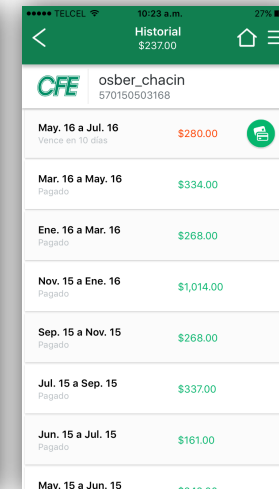 TELCEL 10:23 a.m. 27%
Historial
$237.00
CFE osber_chacin
570150503168
May. 16 a Jul. 16 $280.00
Vence en 10 días
Mar. 16 a May. 16 $334.00
Pagado
Ene. 16 a Mar. 16 $268.00
Pagado
Nov. 15 a Ene. 16 $1,014.00
Pagado
Sep. 15 a Nov. 15 $268.00
Pagado
Jul. 15 a Sep. 15 $337.00
Pagado
Jun. 15 a Jul. 15 $161.00
Pagado
May. 15 a Jun. 15